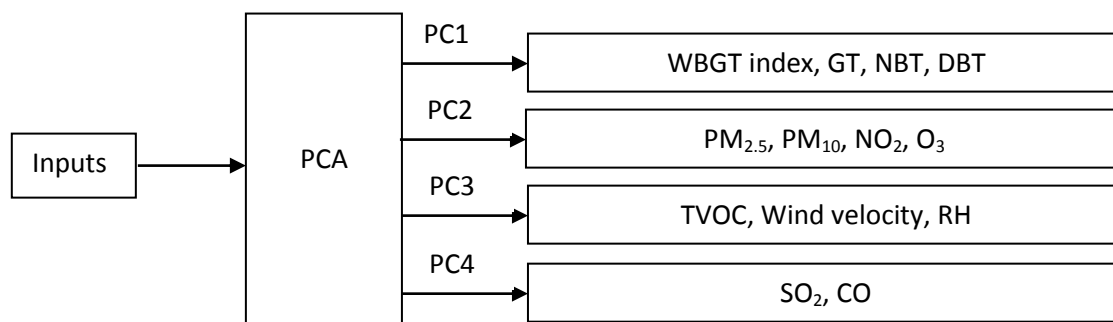 PC1
WBGT index, GT, NBT, DBT
PC2
PM₂.₅, PM₁₀, NO₂, O₃
Inputs
PCA
PC3
TVOC, Wind velocity, RH
PC4
SO₂, CO